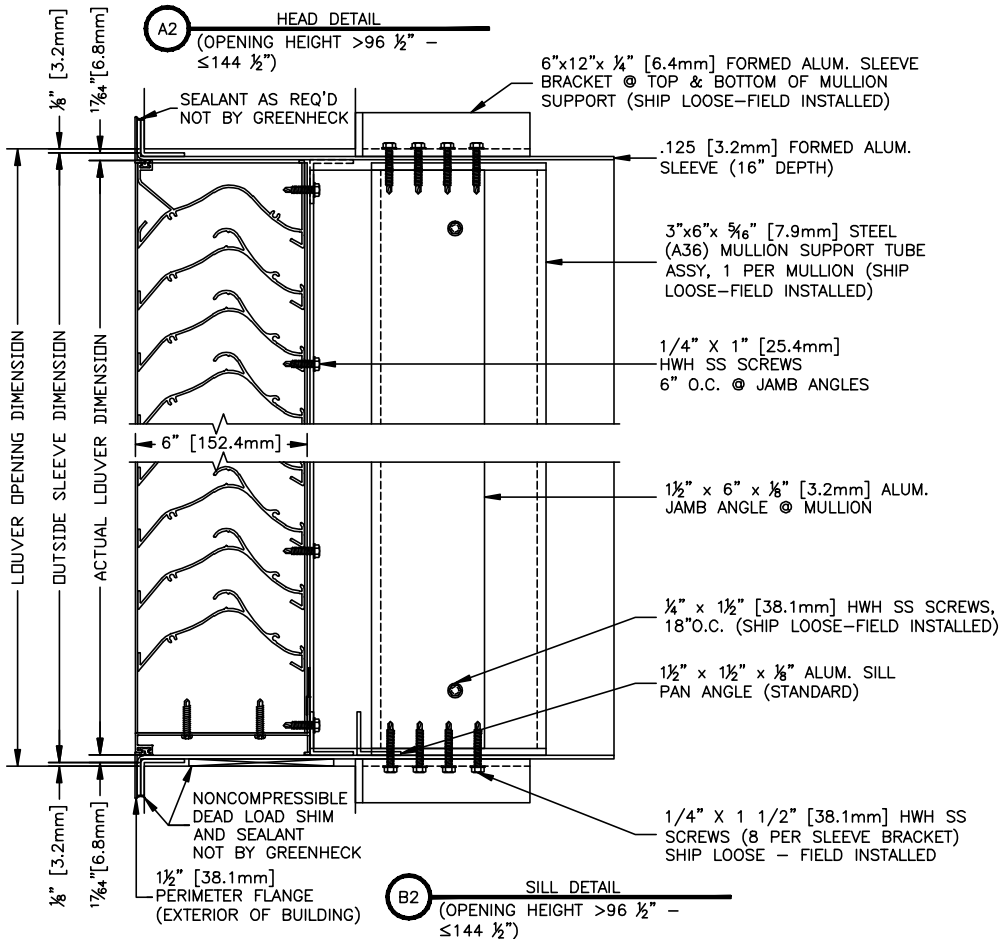 A2
HEAD DETAIL
(OPENING HEIGHT >96 ½" –
≤144 ½")
⅛" [3.2mm]
17⁄64" [6.8mm]
SEALANT AS REQ'D
NOT BY GREENHECK
6"x12"x ¼" [6.4mm] FORMED ALUM. SLEEVE
BRACKET @ TOP & BOTTOM OF MULLION
SUPPORT (SHIP LOOSE–FIELD INSTALLED)
.125 [3.2mm] FORMED ALUM.
SLEEVE (16" DEPTH)
3"x6"x 5⁄16" [7.9mm] STEEL
(A36) MULLION SUPPORT TUBE
ASSY, 1 PER MULLION (SHIP
LOOSE–FIELD INSTALLED)
1/4" X 1" [25.4mm]
HWH SS SCREWS
6" O.C. @ JAMB ANGLES
LOUVER OPENING DIMENSION
OUTSIDE SLEEVE DIMENSION
ACTUAL LOUVER DIMENSION
6" [152.4mm]
1½" x 6" x ⅛" [3.2mm] ALUM.
JAMB ANGLE @ MULLION
¼" x 1½" [38.1mm] HWH SS SCREWS,
18"O.C. (SHIP LOOSE–FIELD INSTALLED)
1½" x 1½" x ⅛" ALUM. SILL
PAN ANGLE (STANDARD)
NONCOMPRESSIBLE
DEAD LOAD SHIM
AND SEALANT
NOT BY GREENHECK
1/4" X 1 1/2" [38.1mm] HWH SS
SCREWS (8 PER SLEEVE BRACKET)
SHIP LOOSE – FIELD INSTALLED
⅛" [3.2mm]
17⁄64" [6.8mm]
1½" [38.1mm]
PERIMETER FLANGE
(EXTERIOR OF BUILDING)
B2
SILL DETAIL
(OPENING HEIGHT >96 ½" –
≤144 ½")